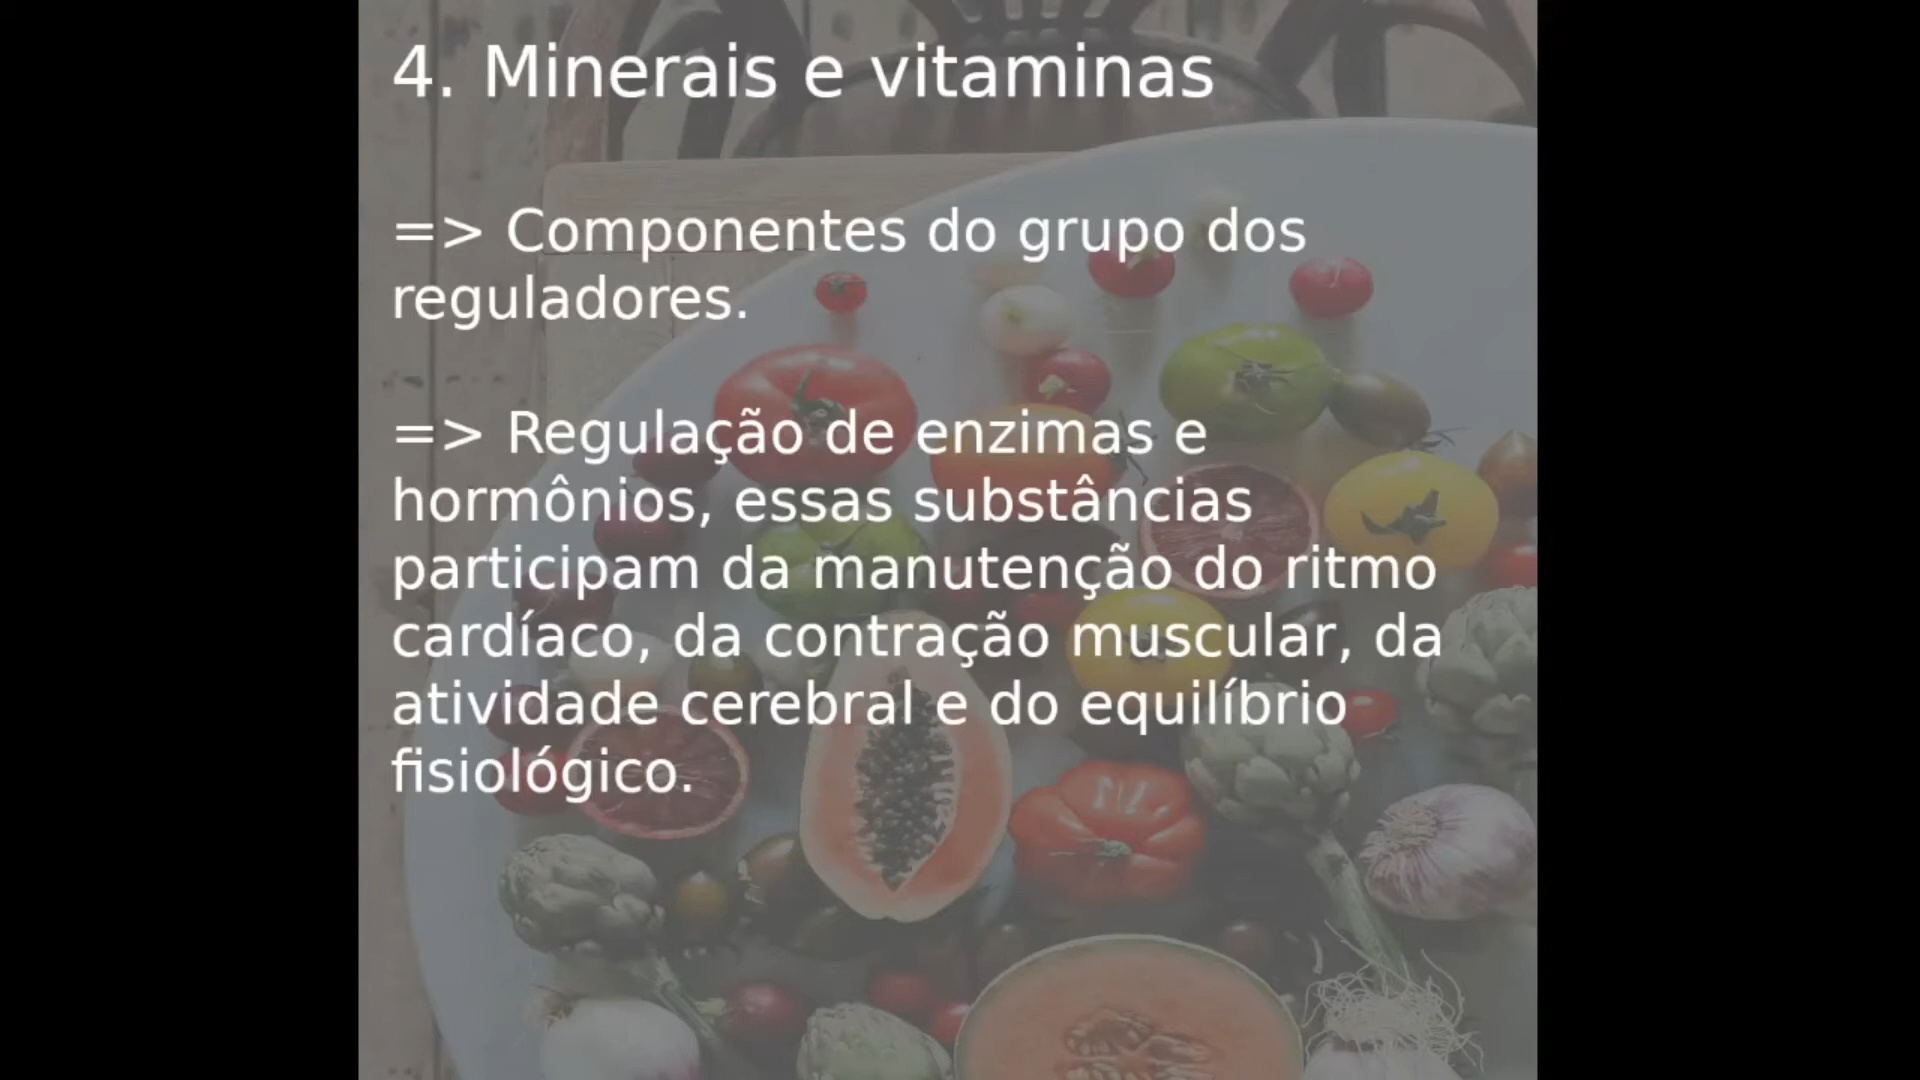 4. Minerais e vitaminas
=> Componentes do grupo dos
reguladores.
=> Regulação de enzimas e
hormônios, essas substâncias
participam da manutenção do ritmo
cardíaco, da contração muscular, da
atividade cerebral e do equilíbrio
fisiológico.